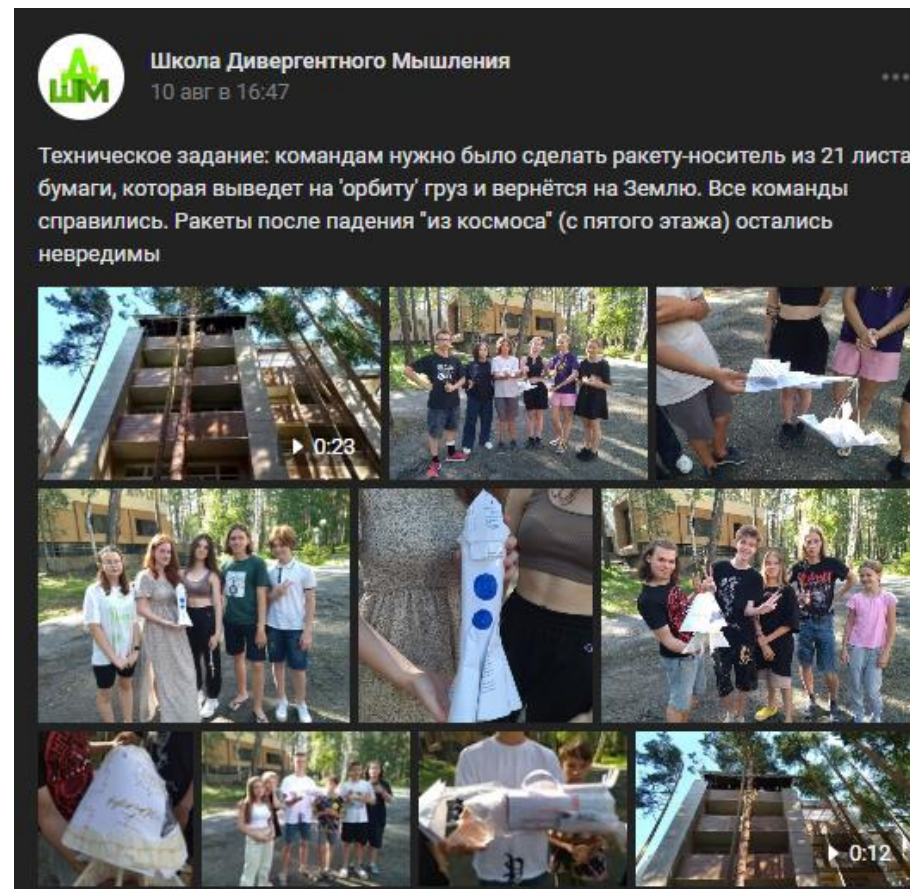 Школа Дивергентного Мышления
10 авг в 16:47
Техническое задание: командам нужно было сделать ракету-носитель из 21 листа
бумаги, которая выведет на 'орбиту' груз и вернётся на Землю. Все команды
справились. Ракеты после падения "из космоса" (с пятого этажа) остались
невредимы
0:23
0:12